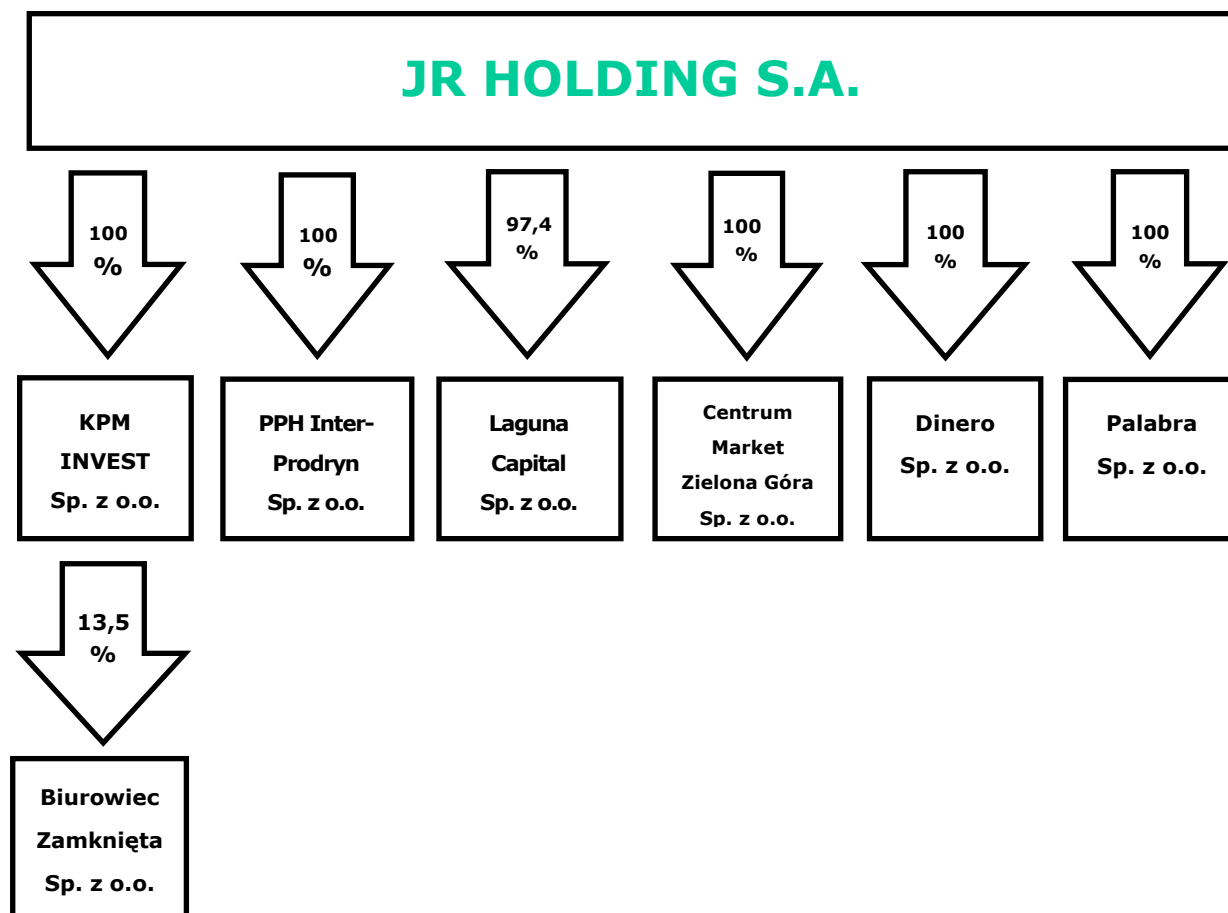 JR HOLDING S.A.
100
%
100
%
97,4
%
100
%
100
%
100
%
KPM
INVEST
Sp. z o.o.
PPH Inter-
Prodryn
Sp. z o.o.
Laguna
Capital
Sp. z o.o.
Centrum
Market
Zielona Góra
Sp. z o.o.
Dinero
Sp. z o.o.
Palabra
Sp. z o.o.
13,5
%
Biurowiec
Zamknięta
Sp. z o.o.